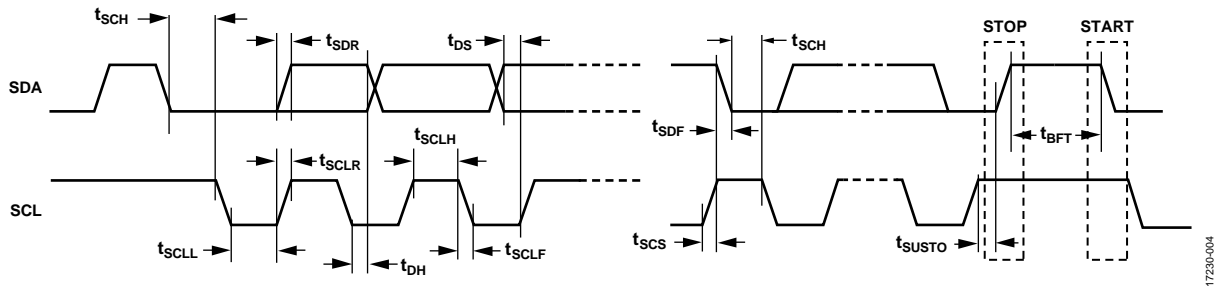 tSCH
tSDR
tDS
tSCH
STOP
START
SDA
tSDF
tBFT
tSCLR
tSCLH
SCL
tSCLL
tDH
tSCLF
tSCS
tSUSTO
17230-004